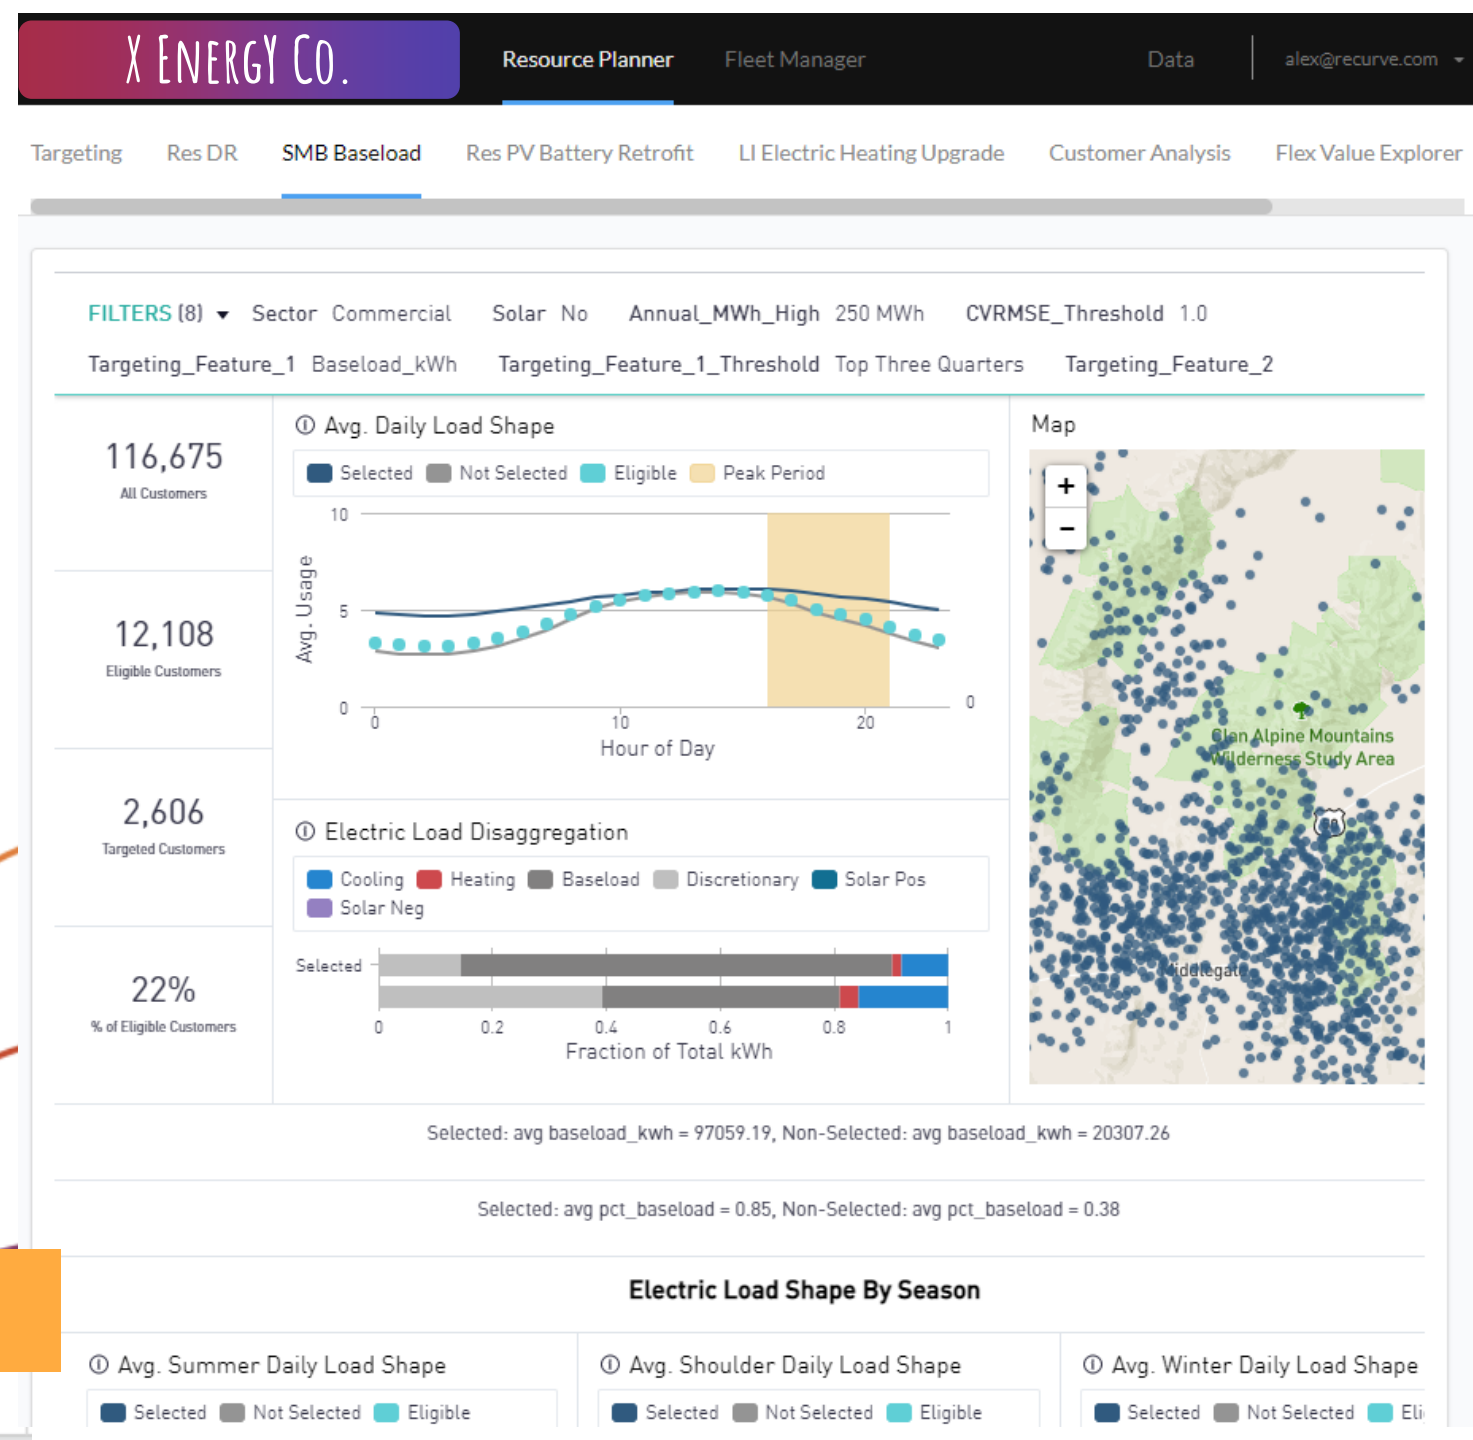 X ENERGY CO.
Resource Planner Fleet Manager Data alex@recurve.com
Targeting Res DR SMB Baseload Res PV Battery Retrofit LI Electric Heating Upgrade Customer Analysis Flex Value Explorer
FILTERS (8) Sector Commercial Solar No Annual_MWh_High 250 MWh CVRMSE_Threshold 1.0
Targeting_Feature_1 Baseload_kWh Targeting_Feature_1_Threshold Top Three Quarters Targeting_Feature_2
116,675
All Customers
12,108
Eligible Customers
2,606
Targeted Customers
22%
% of Eligible Customers
Avg. Daily Load Shape
Selected Not Selected Eligible Peak Period
10
5
0
Avg. Usage
0 10 20
0
Hour of Day
Electric Load Disaggregation
Cooling Heating Baseload Discretionary Solar Pos
Solar Neg
Selected
0 0.2 0.4 0.6 0.8 1
Fraction of Total kWh
Map
+
−
Clan Alpine Mountains
Wilderness Study Area
Middlegate
Selected: avg baseload_kwh = 97059.19, Non-Selected: avg baseload_kwh = 20307.26
Selected: avg pct_baseload = 0.85, Non-Selected: avg pct_baseload = 0.38
Electric Load Shape By Season
Avg. Summer Daily Load Shape
Selected Not Selected Eligible
Avg. Shoulder Daily Load Shape
Selected Not Selected Eligible
Avg. Winter Daily Load Shape
Selected Not Selected Eli